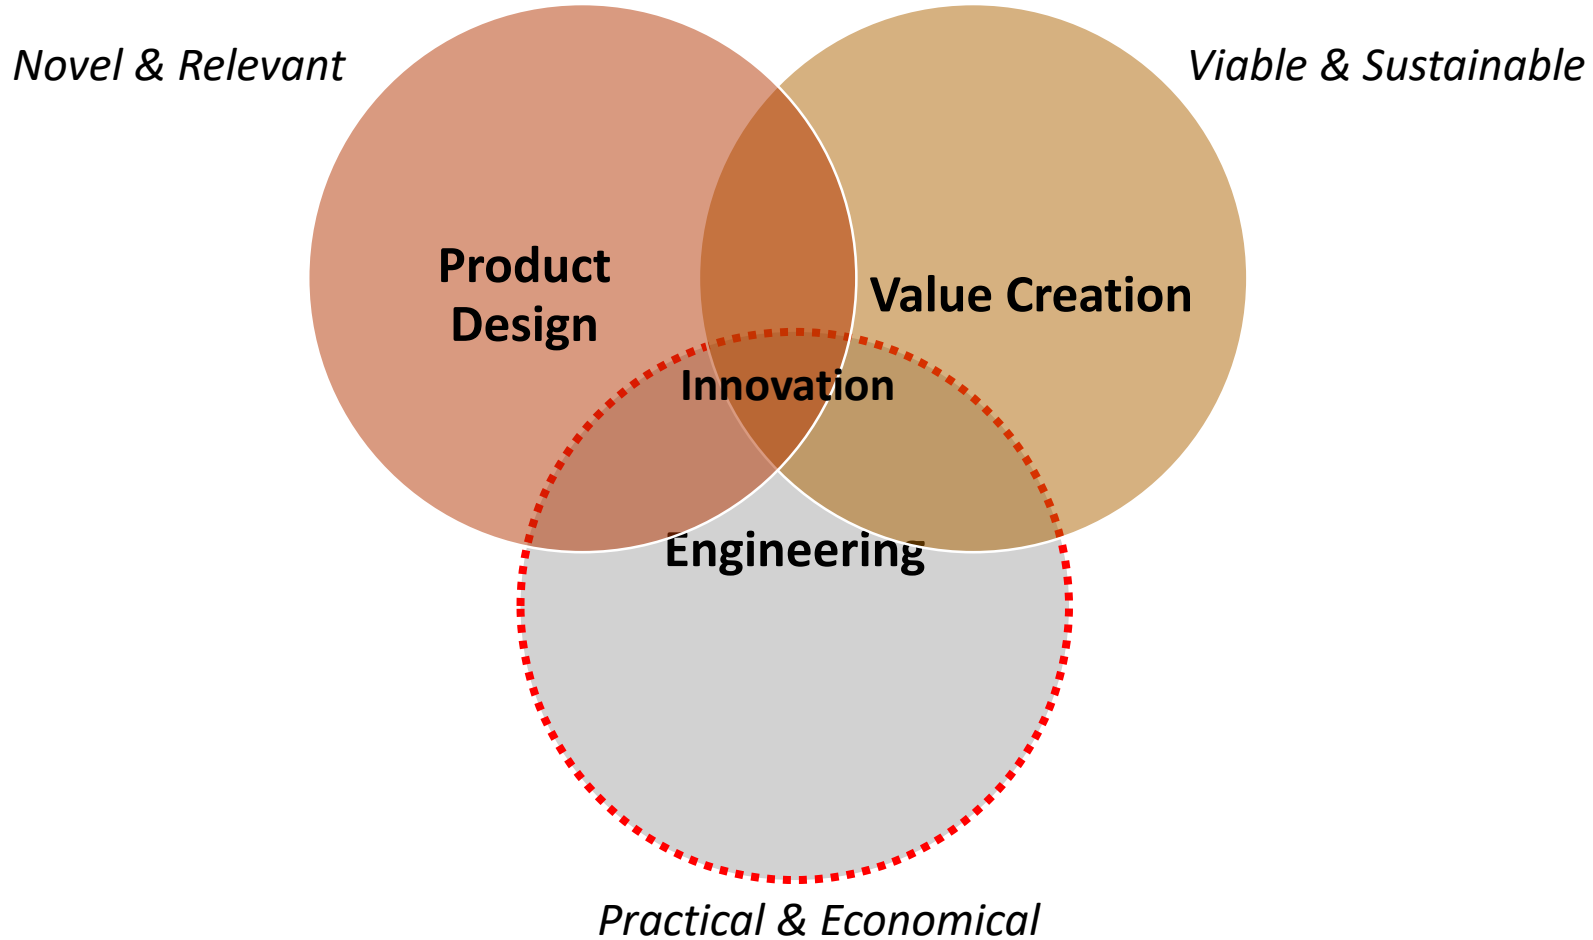 Novel & Relevant
Viable & Sustainable
Product
Design
Value Creation
Innovation
Engineering
Practical & Economical